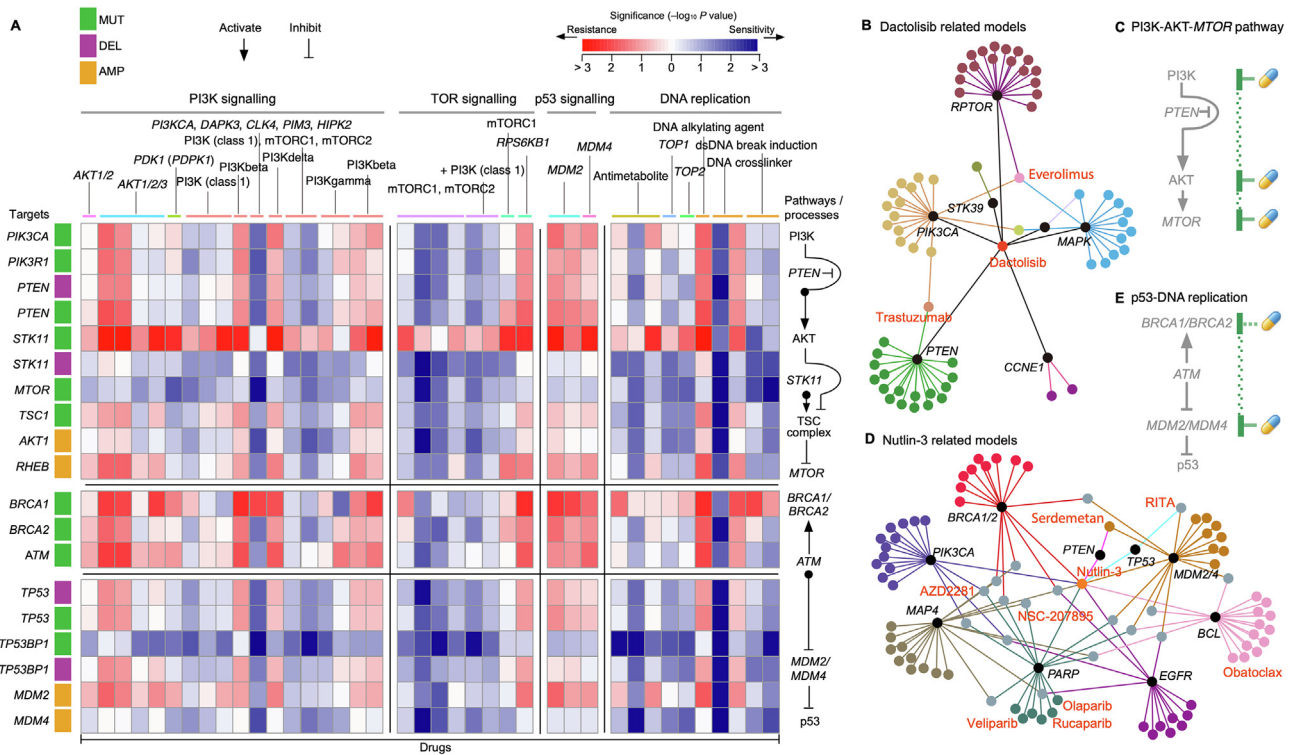 A
MUT
DEL
AMP
Activate
Inhibit
Significance (–log10 P value)
Resistance
Sensitivity
> 3 2 1 0 1 2 > 3
PI3K signalling
TOR signalling
p53 signalling
DNA replication
PI3KCA, DAPK3, CLK4, PIM3, HIPK2
PI3K (class 1), mTORC1, mTORC2
PDK1 (PDPK1)
PI3Kbeta
PI3Kdelta
PI3Kbeta
AKT1/2
AKT1/2/3
PI3K (class 1)
PI3Kgamma
mTORC1
RPS6KB1
+ PI3K (class 1)
mTORC1, mTORC2
MDM4
MDM2
DNA alkylating agent
TOP1
dsDNA break induction
DNA crosslinker
TOP2
Antimetabolite
Targets
Pathways /
processes
PIK3CA
PIK3R1
PTEN
PTEN
STK11
STK11
MTOR
TSC1
AKT1
RHEB
BRCA1
BRCA2
ATM
TP53
TP53
TP53BP1
TP53BP1
MDM2
MDM4
PI3K
PTEN
AKT
STK11
TSC
complex
MTOR
BRCA1/
BRCA2
ATM
MDM2/
MDM4
p53
Drugs
B Dactolisib related models
RPTOR
Everolimus
STK39
PIK3CA
MAPK
Dactolisib
Trastuzumab
PTEN
CCNE1
C PI3K-AKT-MTOR pathway
PI3K
PTEN
AKT
MTOR
E p53-DNA replication
BRCA1/BRCA2
ATM
MDM2/MDM4
p53
D Nutlin-3 related models
BRCA1/2
Serdemetan
RITA
PIK3CA
PTEN
TP53
MDM2/4
Nutlin-3
AZD2281
MAP4
NSC-207895
BCL
PARP
EGFR
Obatoclax
Olaparib
Veliparib
Rucaparib